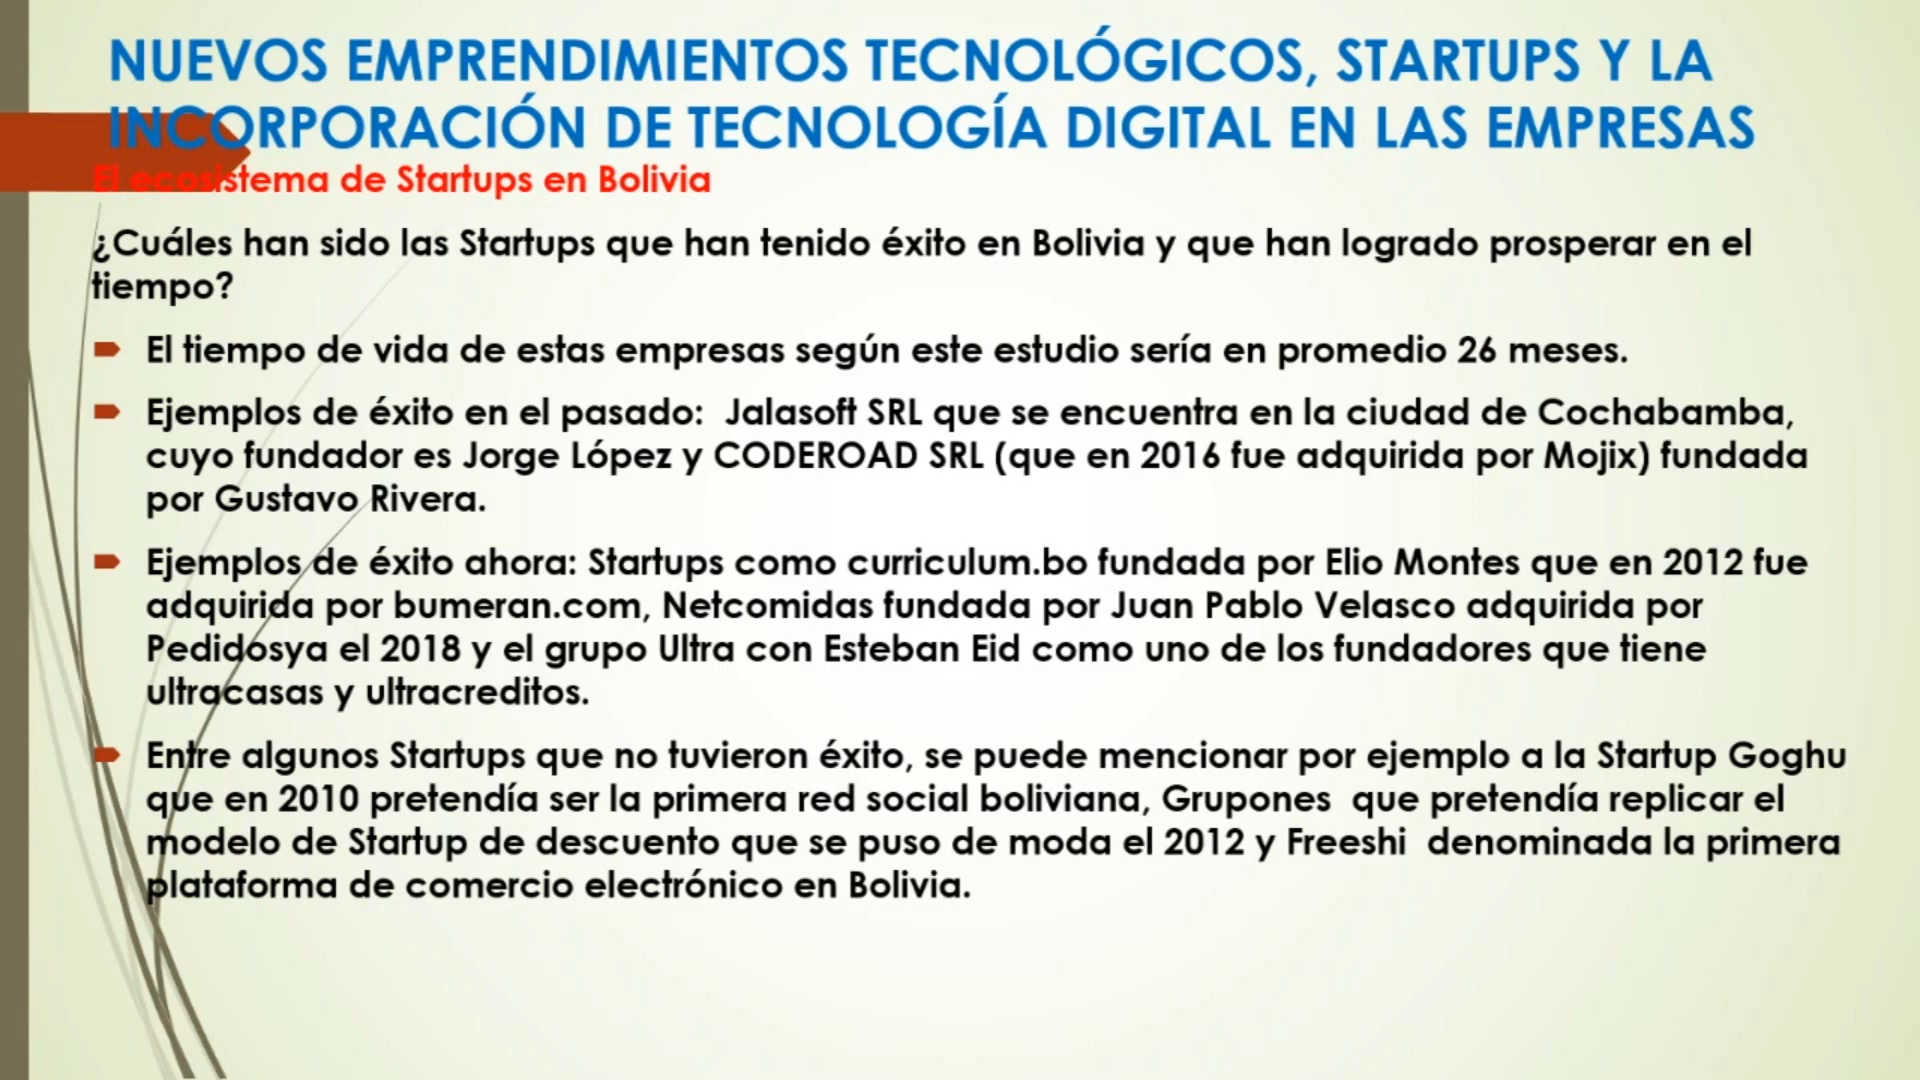 NUEVOS EMPRENDIMIENTOS TECNOLÓGICOS, STARTUPS Y LA
INCORPORACIÓN DE TECNOLOGÍA DIGITAL EN LAS EMPRESAS
El ecosistema de Startups en Bolivia
¿Cuáles han sido las Startups que han tenido éxito en Bolivia y que han logrado prosperar en el
tiempo?
El tiempo de vida de estas empresas según este estudio sería en promedio 26 meses.
Ejemplos de éxito en el pasado:  Jalasoft SRL que se encuentra en la ciudad de Cochabamba,
cuyo fundador es Jorge López y CODEROAD SRL (que en 2016 fue adquirida por Mojix) fundada
por Gustavo Rivera.
Ejemplos de éxito ahora: Startups como curriculum.bo fundada por Elio Montes que en 2012 fue
adquirida por bumeran.com, Netcomidas fundada por Juan Pablo Velasco adquirida por
Pedidosya el 2018 y el grupo Ultra con Esteban Eid como uno de los fundadores que tiene
ultracasas y ultracreditos.
Entre algunos Startups que no tuvieron éxito, se puede mencionar por ejemplo a la Startup Goghu
que en 2010 pretendía ser la primera red social boliviana, Grupones  que pretendía replicar el
modelo de Startup de descuento que se puso de moda el 2012 y Freeshi  denominada la primera
plataforma de comercio electrónico en Bolivia.